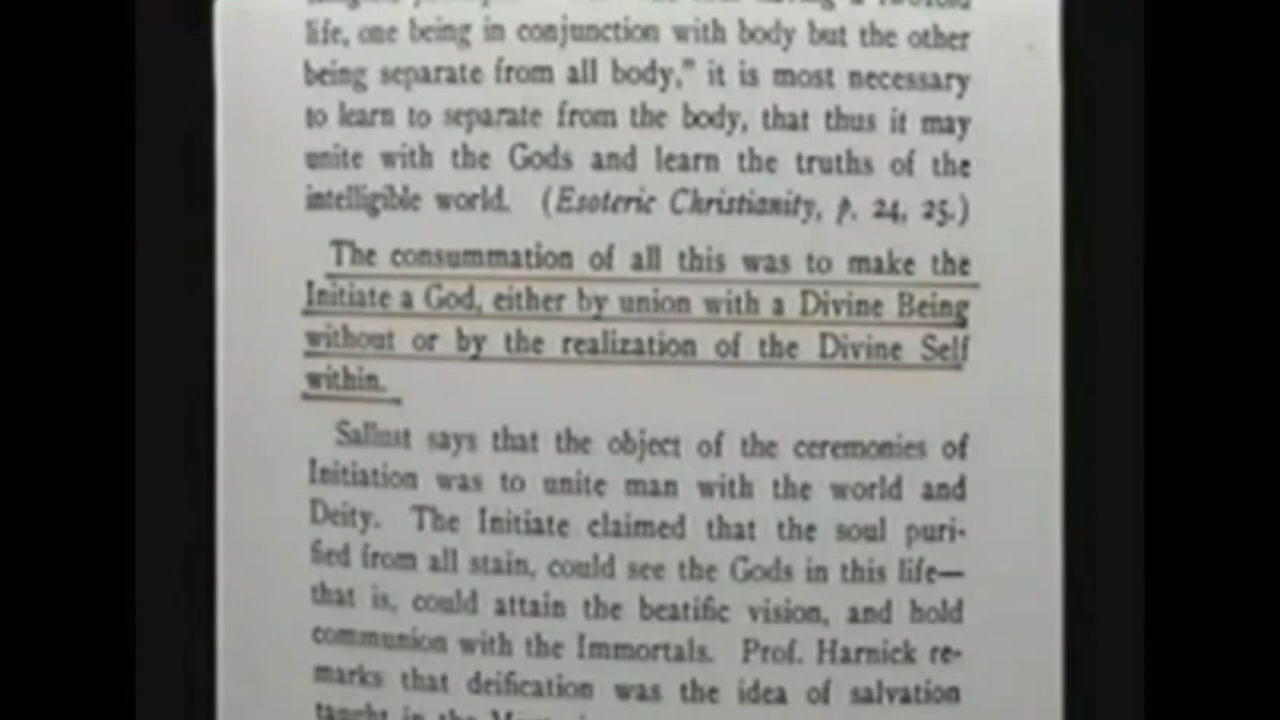 life, one being in conjunction with body but the other
being separate from all body," it is most necessary
to learn to separate from the body, that thus it may
unite with the Gods and learn the truths of the
intelligible world. (Esoteric Christianity, p. 24, 25.)
The consummation of all this was to make the
Initiate a God, either by union with a Divine Being
without or by the realization of the Divine Self
within.
Sallust says that the object of the ceremonies of
Initiation was to unite man with the world and
Deity. The Initiate claimed that the soul puri-
fied from all stain, could see the Gods in this life—
that is, could attain the beatific vision, and hold
communion with the Immortals. Prof. Harnick re-
marks that deification was the idea of salvation
taught in the